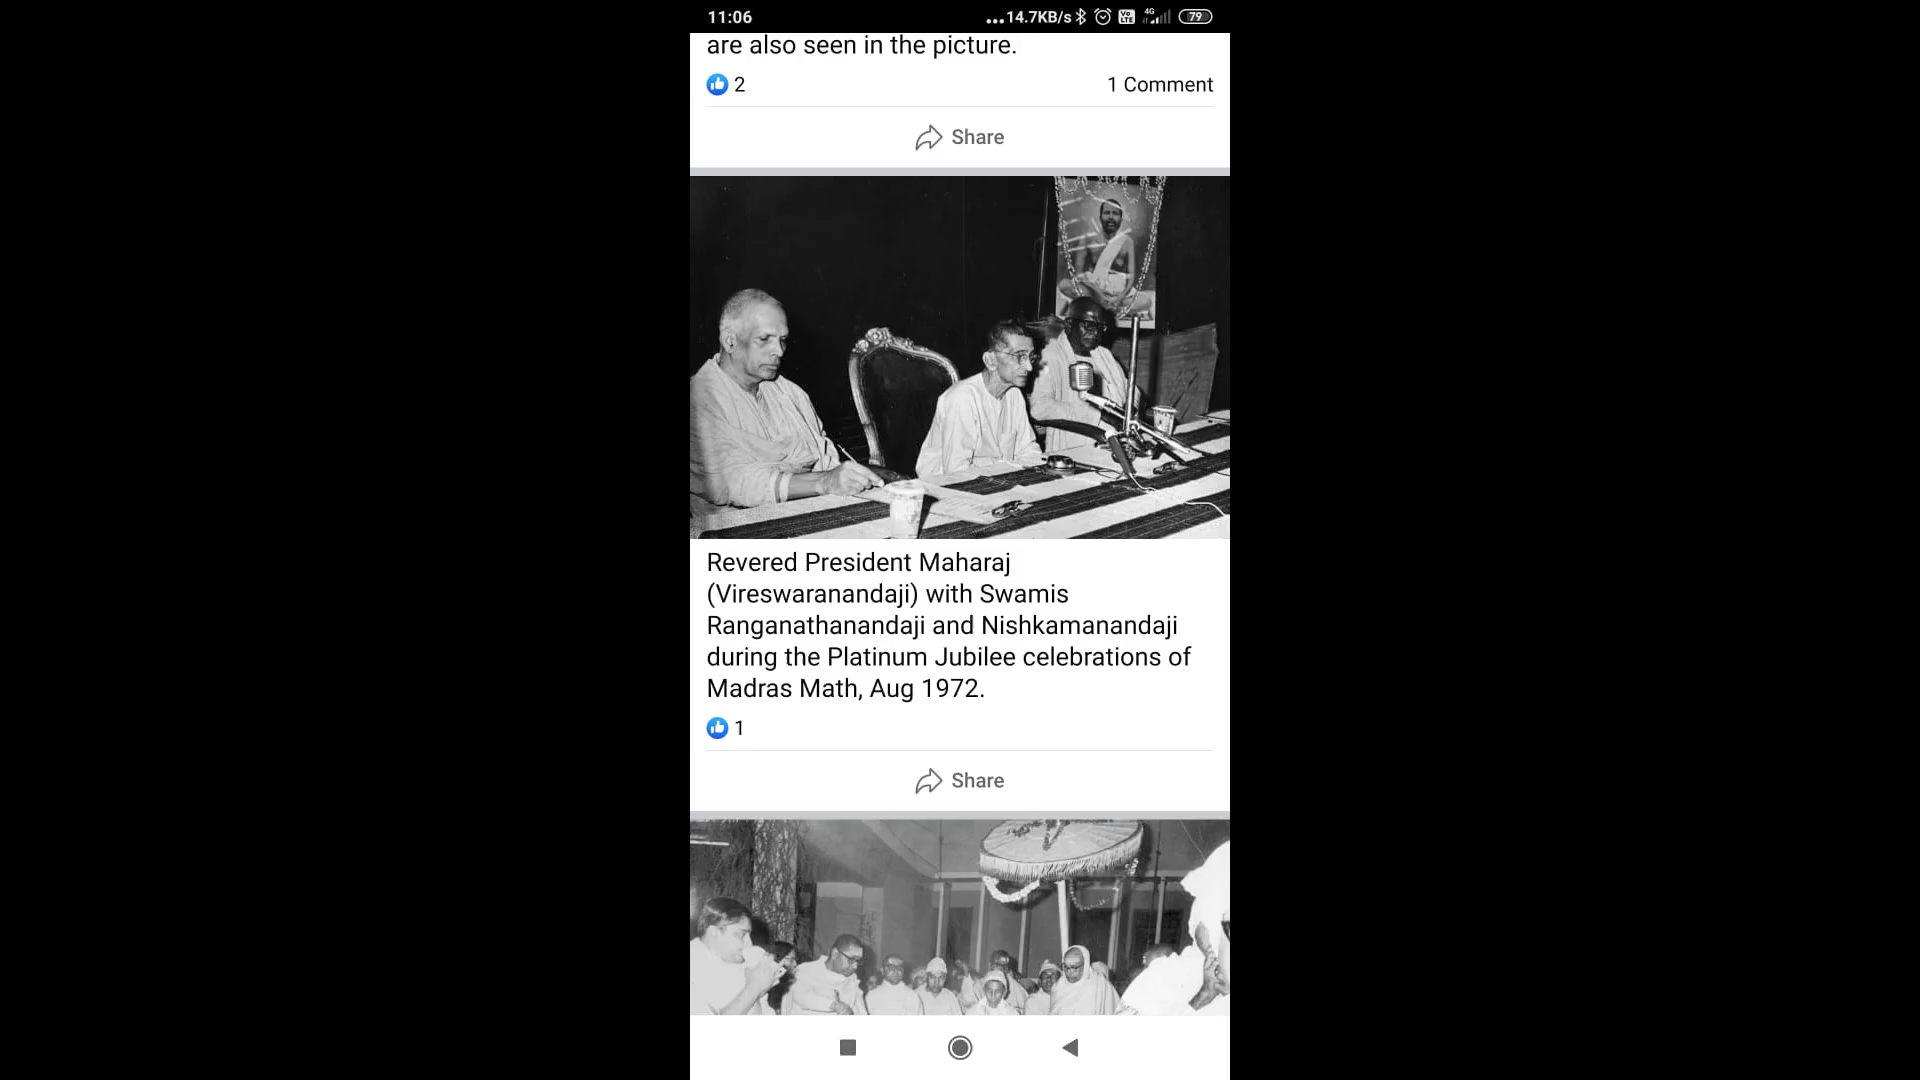 11:06
...14.7KB/s 4G 79
are also seen in the picture.
2 1 Comment
Share
Revered President Maharaj
(Vireswaranandaji) with Swamis
Ranganathanandaji and Nishkamanandaji
during the Platinum Jubilee celebrations of
Madras Math, Aug 1972.
1
Share